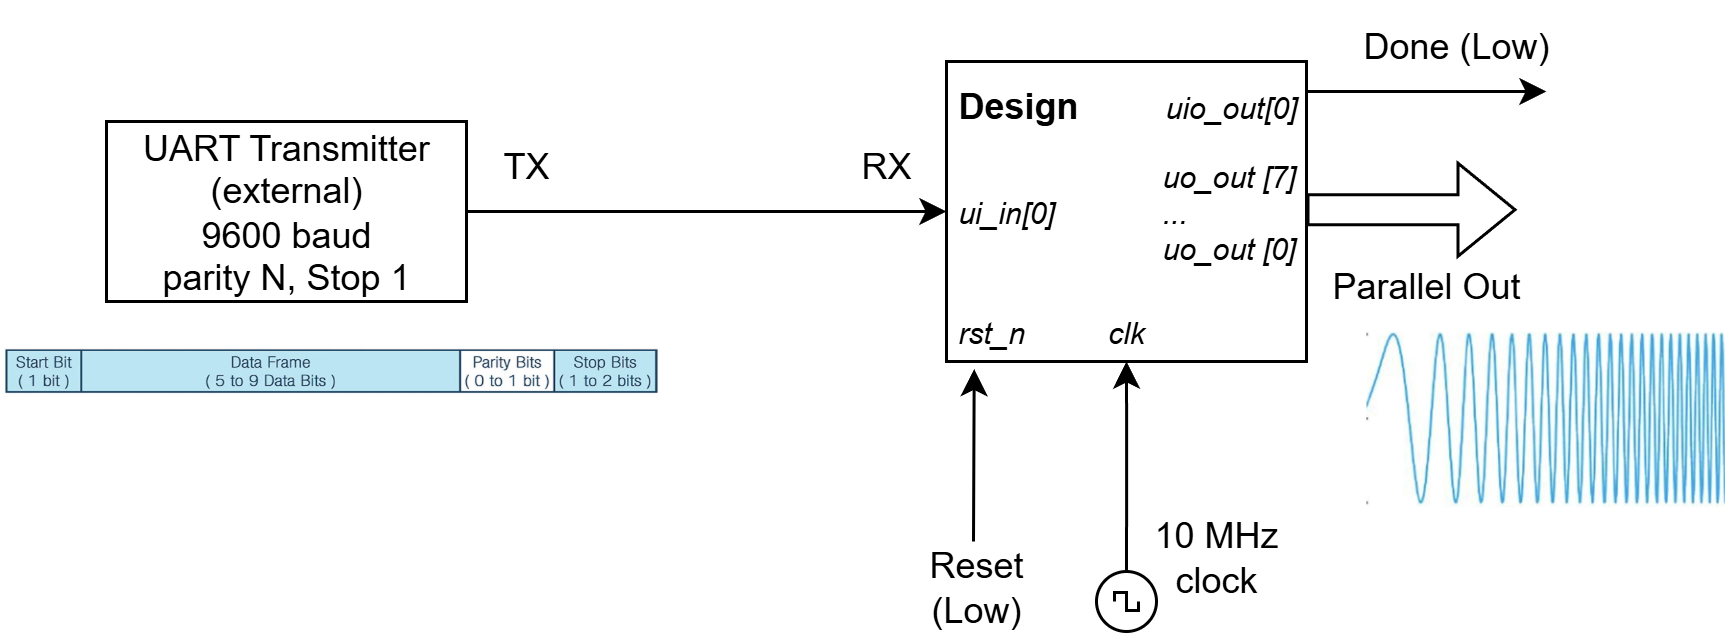 UART Transmitter
(external)
9600 baud
parity N, Stop 1
TX
RX
Design
uio_out[0]
uo_out [7]
...
uo_out [0]
ui_in[0]
rst_n
clk
Done (Low)
Parallel Out
Start Bit
( 1 bit )
Data Frame
( 5 to 9 Data Bits )
Parity Bits
( 0 to 1 bit )
Stop Bits
( 1 to 2 bits )
Reset
(Low)
10 MHz
clock